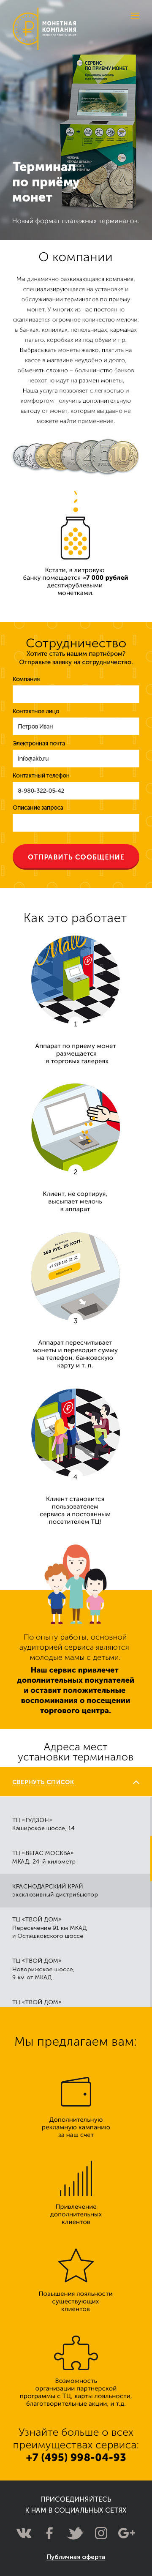 МОНЕТНАЯ
КОМПАНИЯ
СЕРВИС
ПО ПРИЕМУ МОНЕТ
Терминал
по приёму
монет
Новый формат платежных терминалов.
О компании
Мы динамично развивающаяся компания,
специализирующаяся на установке и
обслуживании терминалов по приему
монет. У многих из нас постоянно
скапливается огромное количество мелочи:
в банках, копилках, пепельницах, карманах
пальто, коробках из под обуви и пр.
Выбрасывать монеты жалко, платить на
кассе в магазине неудобно и долго,
обменять сложно – большинство банков
неохотно идут на размен монеты.
Наша услуга позволяет с легкостью и
комфортом получить дополнительную
выгоду от монет, которым вы давно не
можете найти применение.
Кстати, в литровую
банку помещается ~7 000 рублей
десятирублевыми
монетками.
Сотрудничество
Хотите стать нашим партнёром?
Отправьте заявку на сотрудничество.
Компания
Контактное лицо
Петров Иван
Электронная почта
info@akb.ru
Контактный телефон
8-980-322-05-42
Описание запроса
ОТПРАВИТЬ СООБЩЕНИЕ
Как это работает
Mall
1
Аппарат по приему монет
размещается
в торговых галереях
2
Клиент, не сортируя,
высыпает мелочь
в аппарат
362 РУБ. 25 КОП.
3
Аппарат пересчитывает
монеты и переводит сумму
на телефон, банковскую
карту и т. п.
4
Клиент становится
пользователем
сервиса и постоянным
посетителем ТЦ!
По опыту работы, основной
аудиторией сервиса являются
молодые мамы с детьми.
Наш сервис привлечет
дополнительных покупателей
и оставит положительные
воспоминания о посещении
торгового центра.
Адреса мест
установки терминалов
СВЕРНУТЬ СПИСОК
ТЦ «ГУДЗОН»
Каширское шоссе, 14
ТЦ «ВЕГАС МОСКВА»
МКАД, 24-й километр
КРАСНОДАРСКИЙ КРАЙ
эксклюзивный дистрибьютор
ТЦ «ТВОЙ ДОМ»
Пересечение 91 км МКАД
и Осташковского шоссе
ТЦ «ТВОЙ ДОМ»
Новорижское шоссе,
9 км от МКАД
ТЦ «ТВОЙ ДОМ»
Мы предлагаем вам:
Дополнительную
рекламную кампанию
за наш счет
Привлечение
дополнительных
клиентов
Повышения лояльности
существующих
клиентов
Возможность
организации партнерской
программы с ТЦ, карты лояльности,
благотворительные акции, и т.д.
Узнайте больше о всех
преимуществах сервиса:
+7 (495) 998-04-93
ПРИСОЕДИНЯЙТЕСЬ
К НАМ В СОЦИАЛЬНЫХ СЕТЯХ
Публичная оферта